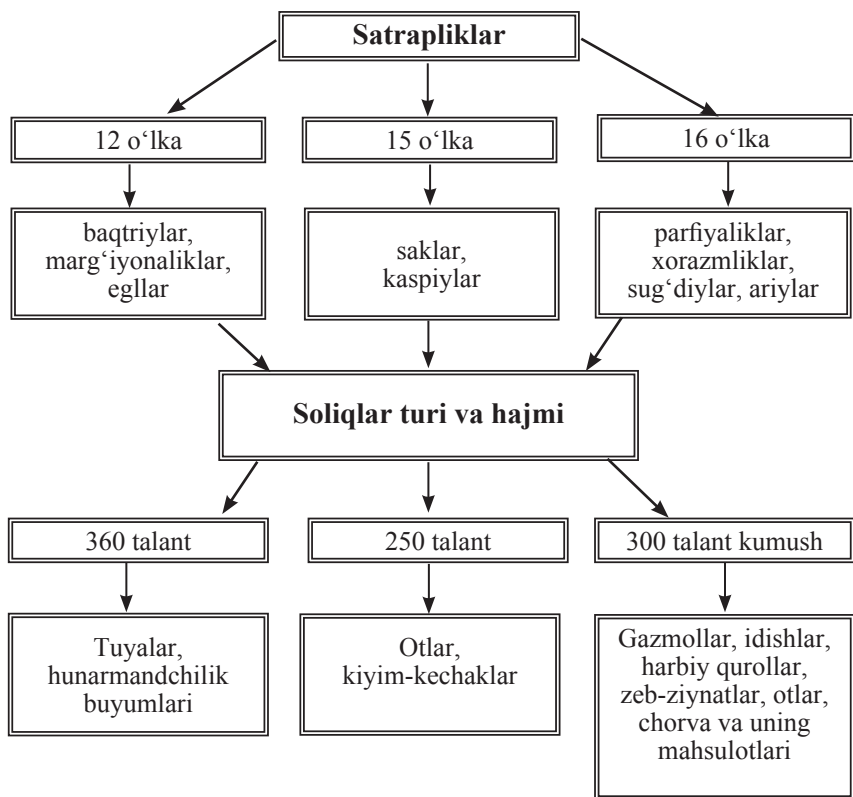 Satrapliklar
12 o‘lka
15 o‘lka
16 o‘lka
baqtriylar,
marg‘iyonaliklar,
egllar
saklar,
kaspiylar
parfiyaliklar,
xorazmliklar,
sug‘diylar, ariylar
Soliqlar turi va hajmi
360 talant
250 talant
300 talant kumush
Tuyalar,
hunarmandchilik
buyumlari
Otlar,
kiyim-kechaklar
Gazmollar, idishlar,
harbiy qurollar,
zeb-ziynatlar, otlar,
chorva va uning
mahsulotlari